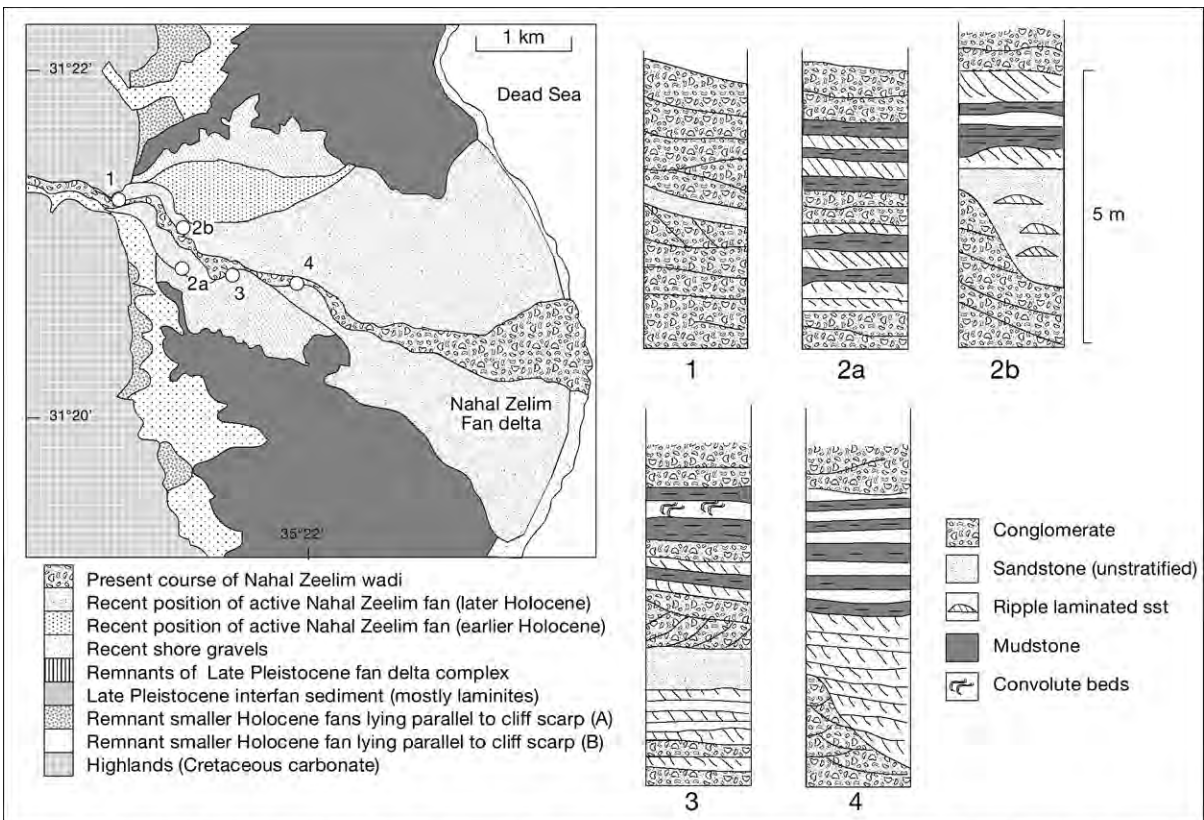 1 km
31°22'
Dead Sea
1
2b
2a
3
4
31°20'
Nahal Zelim
Fan delta
35°22'
Present course of Nahal Zeelim wadi
Recent position of active Nahal Zeelim fan (later Holocene)
Recent position of active Nahal Zeelim fan (earlier Holocene)
Recent shore gravels
Remnants of Late Pleistocene fan delta complex
Late Pleistocene interfan sediment (mostly laminites)
Remnant smaller Holocene fans lying parallel to cliff scarp (A)
Remnant smaller Holocene fan lying parallel to cliff scarp (B)
Highlands (Cretaceous carbonate)
5 m
1
2a
2b
3
4
Conglomerate
Sandstone (unstratified)
Ripple laminated sst
Mudstone
Convolute beds